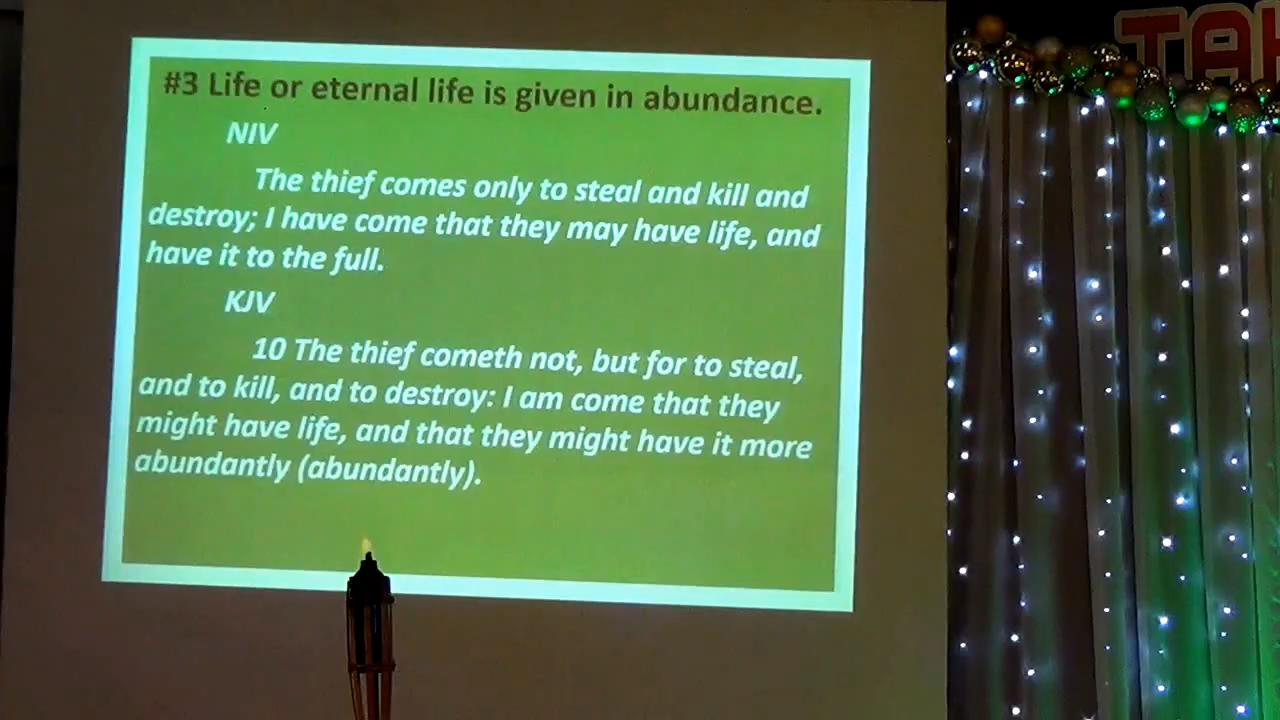 #3 Life or eternal life is given in abundance.
NIV
The thief comes only to steal and kill and
destroy; I have come that they may have life, and
have it to the full.
KJV
10 The thief cometh not, but for to steal,
and to kill, and to destroy: I am come that they
might have life, and that they might have it more
abundantly (abundantly).